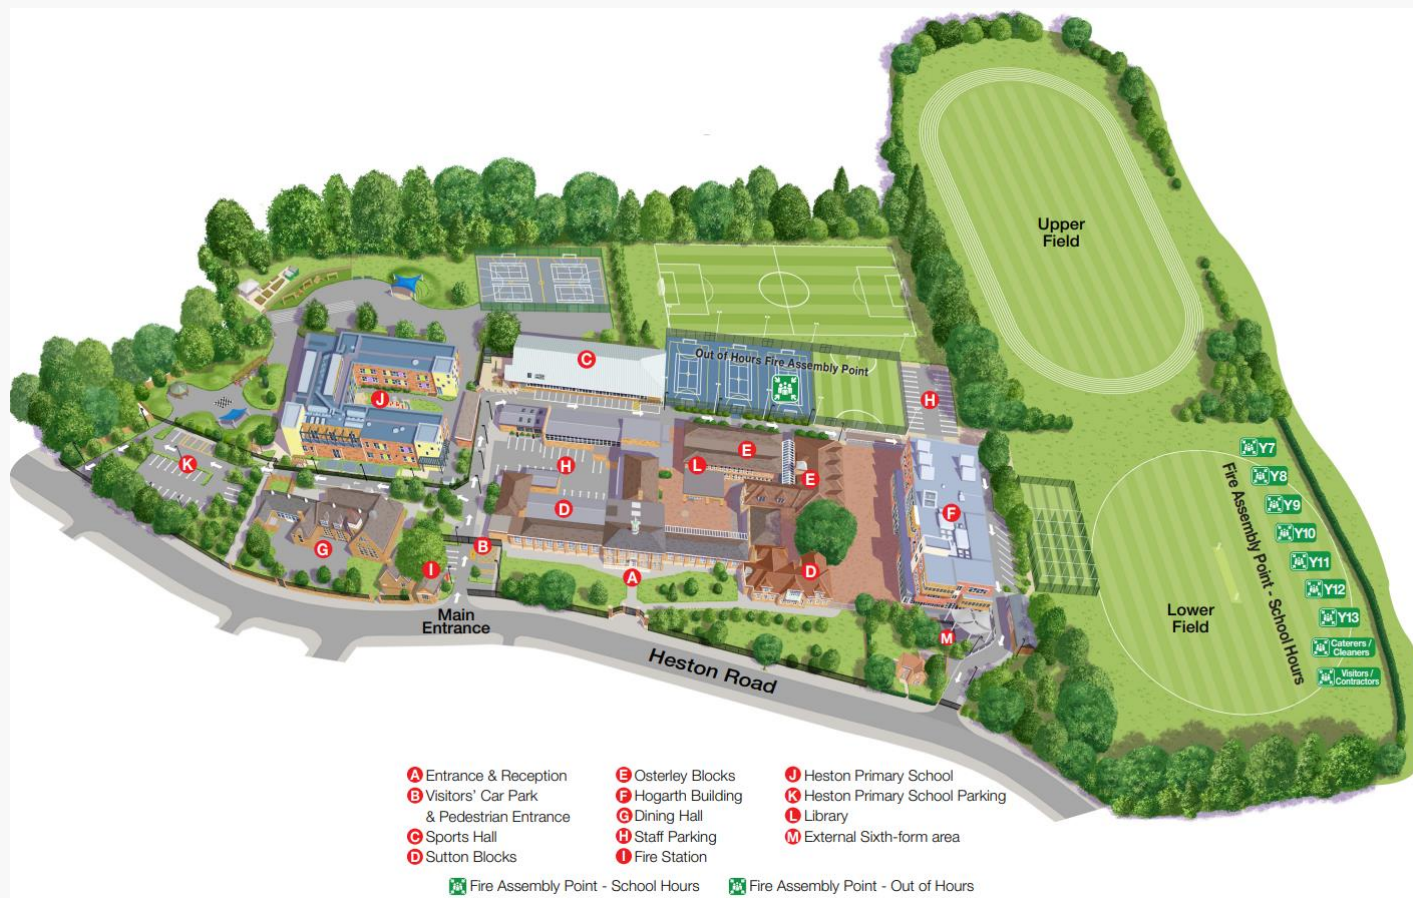 Upper
Field
Out of Hours Fire Assembly Point
C
J
H
E
L
E
K
H
D
F
G
B
I
A
D
M
Main
Entrance
Heston Road
Lower
Field
Fire Assembly Point - School Hours
Y7
Y8
Y9
Y10
Y11
Y12
Y13
Caterers /
Cleaners
Visitors /
Contractors
A Entrance & Reception
B Visitors' Car Park
& Pedestrian Entrance
C Sports Hall
D Sutton Blocks
E Osterley Blocks
F Hogarth Building
G Dining Hall
H Staff Parking
I Fire Station
J Heston Primary School
K Heston Primary School Parking
L Library
M External Sixth-form area
Fire Assembly Point - School Hours
Fire Assembly Point - Out of Hours